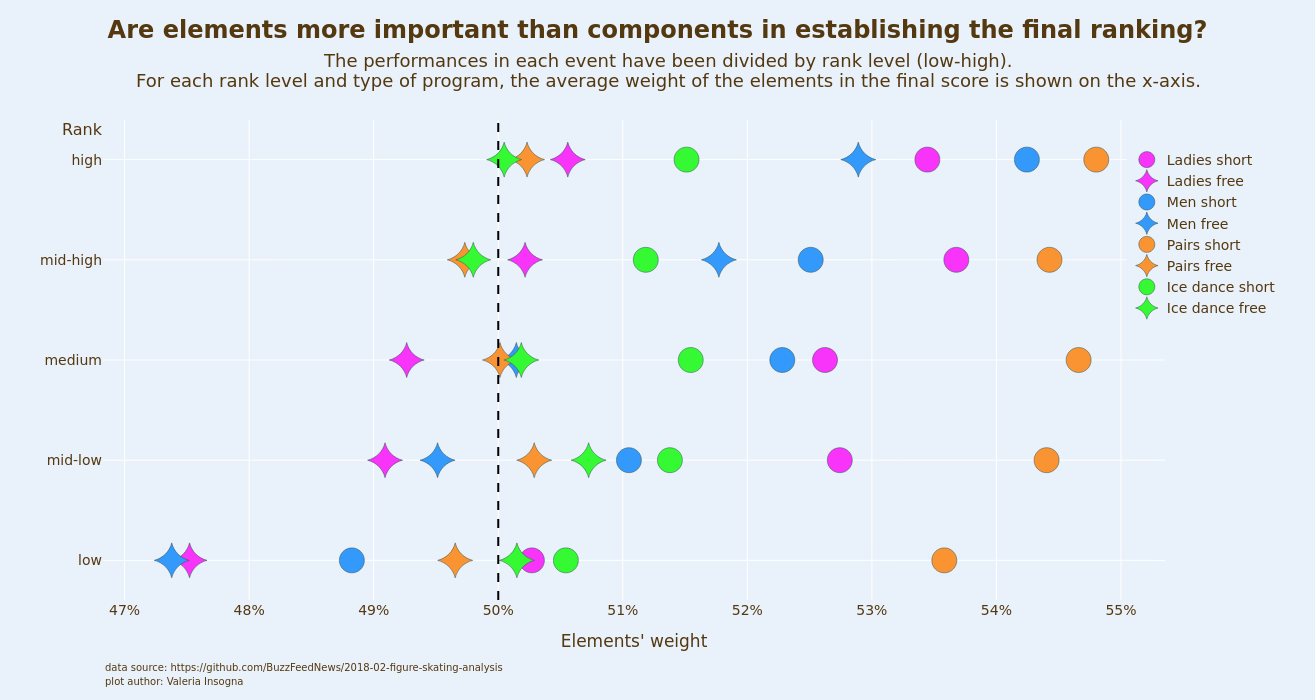 Are elements more important than components in establishing the final ranking?
The performances in each event have been divided by rank level (low-high).
For each rank level and type of program, the average weight of the elements in the final score is shown on the x-axis.
Rank
high
mid-high
medium
mid-low
low
Ladies short
Ladies free
Men short
Men free
Pairs short
Pairs free
Ice dance short
Ice dance free
47% 48% 49% 50% 51% 52% 53% 54% 55%
Elements' weight
data source: https://github.com/BuzzFeedNews/2018-02-figure-skating-analysis
plot author: Valeria Insogna